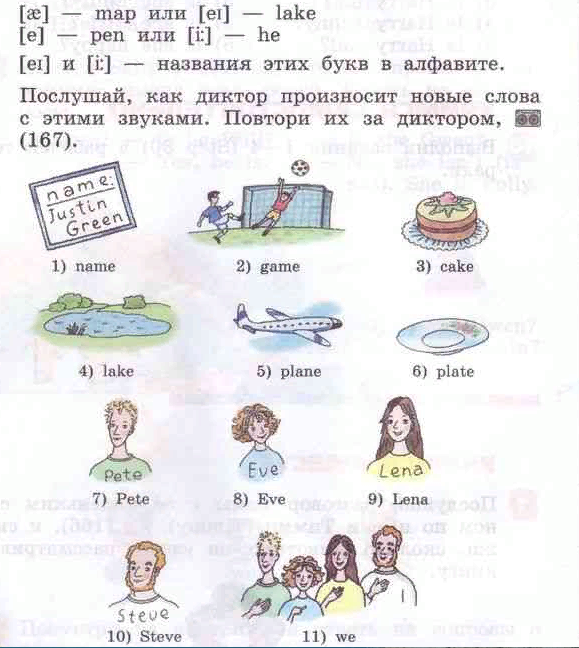 [æ] — map или [eɪ] — lake
[e] — pen или [i:] — he
[eɪ] и [i:] — названия этих букв в алфавите.
Послушай, как диктор произносит новые слова
с этими звуками. Повтори их за диктором,
(167).
name:
Justin
Green
1) name 2) game 3) cake
4) lake 5) plane 6) plate
Pete Eve Lena
7) Pete 8) Eve 9) Lena
Steve
10) Steve 11) we